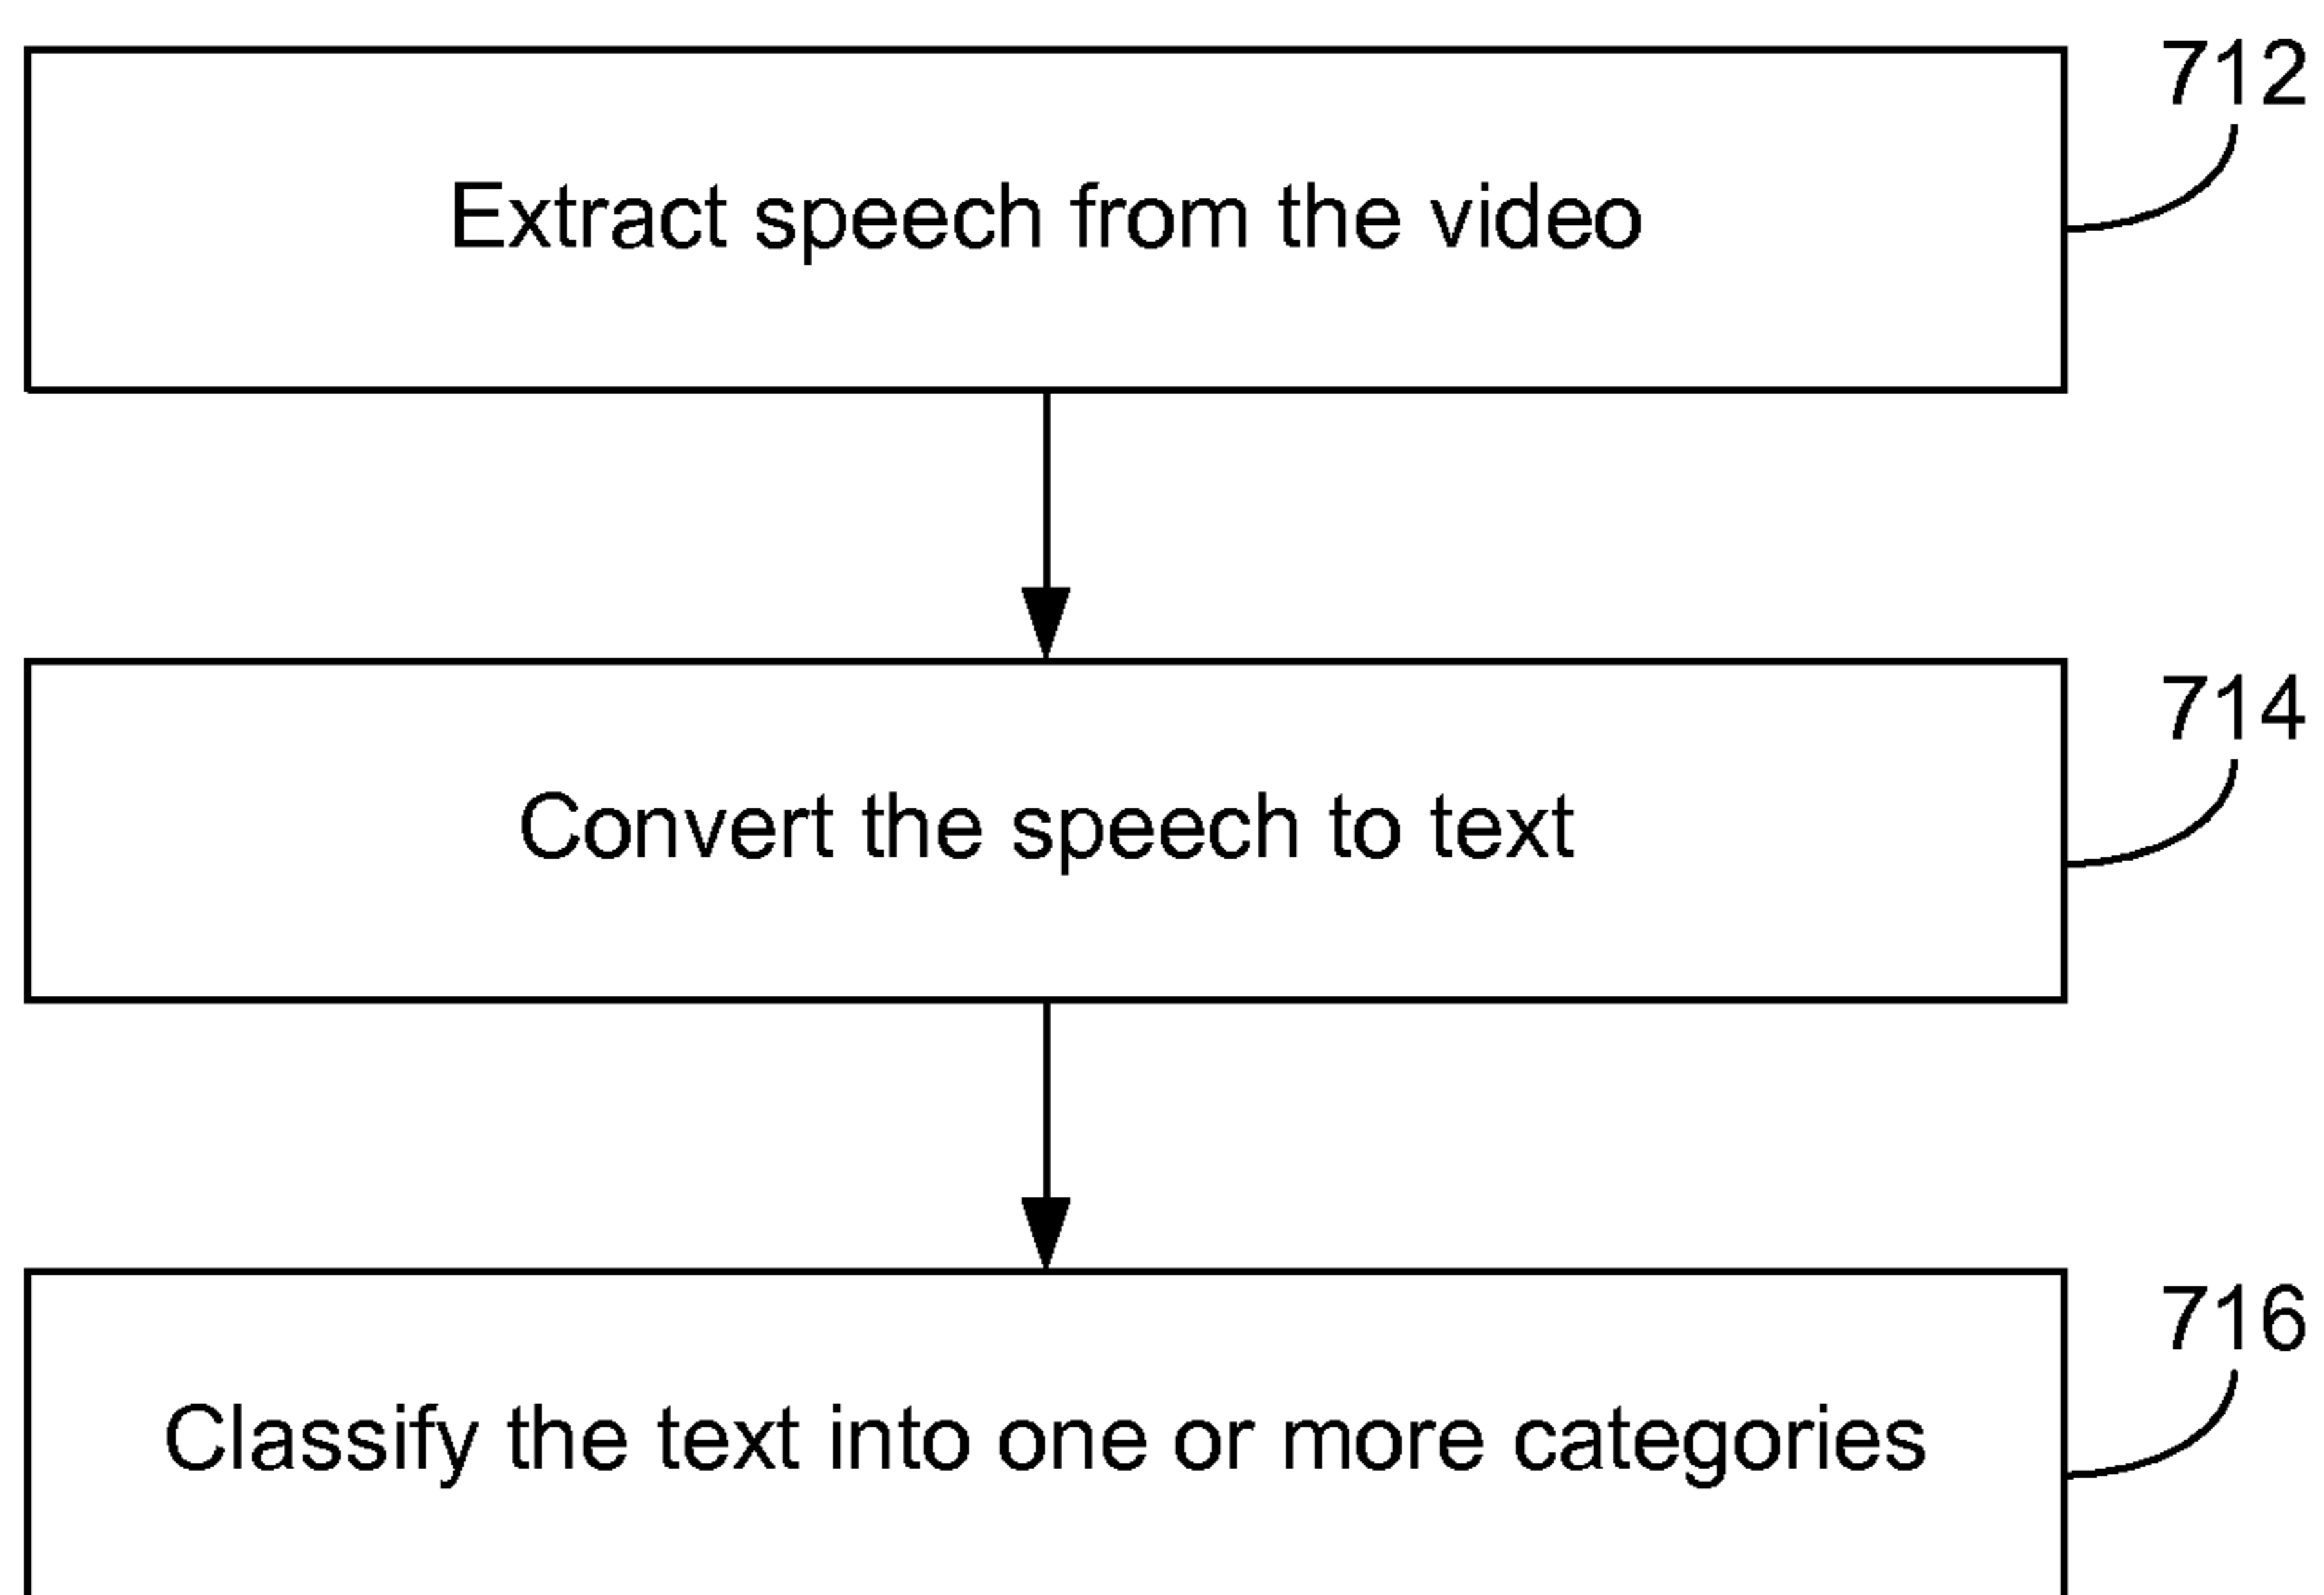 712
Extract speech from the video
714
Convert the speech to text
716
Classify the text into one or more categories